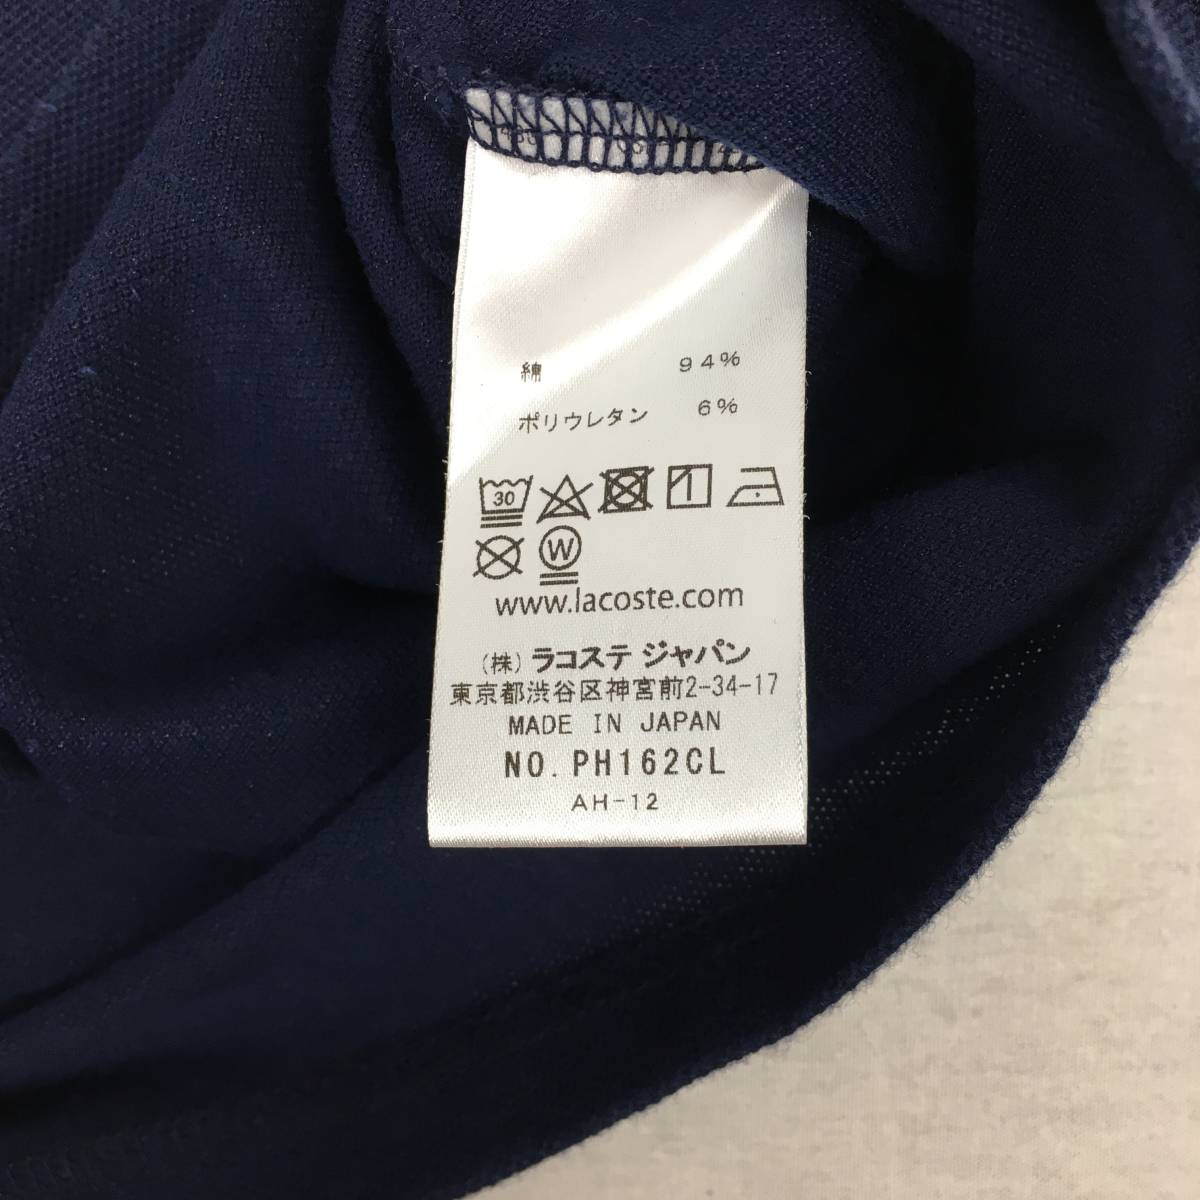 綿 94%
ポリウレタン 6%
30
W
www.lacoste.com
(株) ラコステ ジャパン
東京都渋谷区神宮前2-34-17
MADE IN JAPAN
NO. PH162CL
AH-12